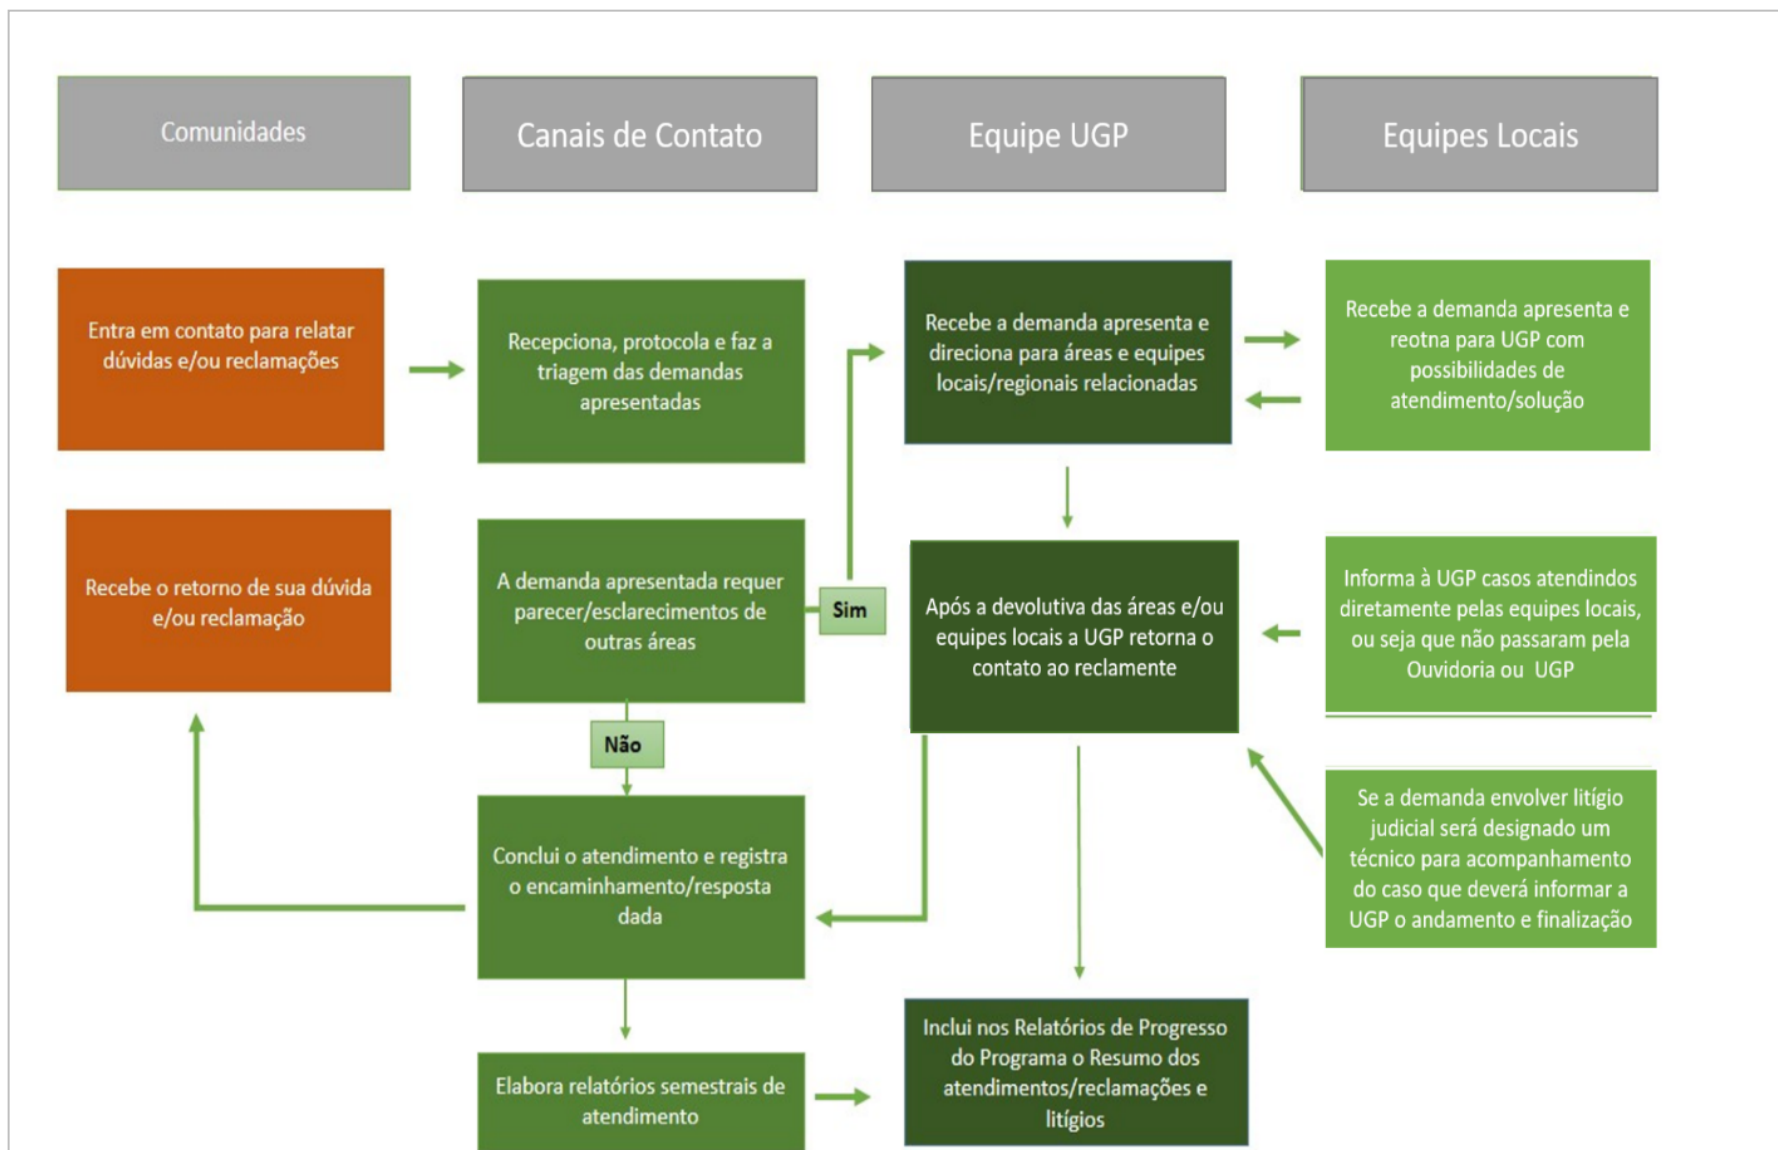 Comunidades
Canais de Contato
Equipe UGP
Equipes Locais
Entra em contato para relatar
dúvidas e/ou reclamações
Recepciona, protocola e faz a
triagem das demandas
apresentadas
Recebe a demanda apresenta e
direciona para áreas e equipes
locais/regionais relacionadas
Recebe a demanda apresenta e
reotna para UGP com
possibilidades de
atendimento/solução
Recebe o retorno de sua dúvida
e/ou reclamação
A demanda apresentada requer
parecer/esclarecimentos de
outras áreas
Sim
Após a devolutiva das áreas e/ou
equipes locais a UGP retorna o
contato ao reclamente
Informa à UGP casos atendindos
diretamente pelas equipes locais,
ou seja que não passaram pela
Ouvidoria ou UGP
Não
Conclui o atendimento e registra
o encaminhamento/resposta
dada
Se a demanda envolver litígio
judicial será designado um
técnico para acompanhamento
do caso que deverá informar a
UGP o andamento e finalização
Elabora relatórios semestrais de
atendimento
Inclui nos Relatórios de Progresso
do Programa o Resumo dos
atendimentos/reclamações e
litígios